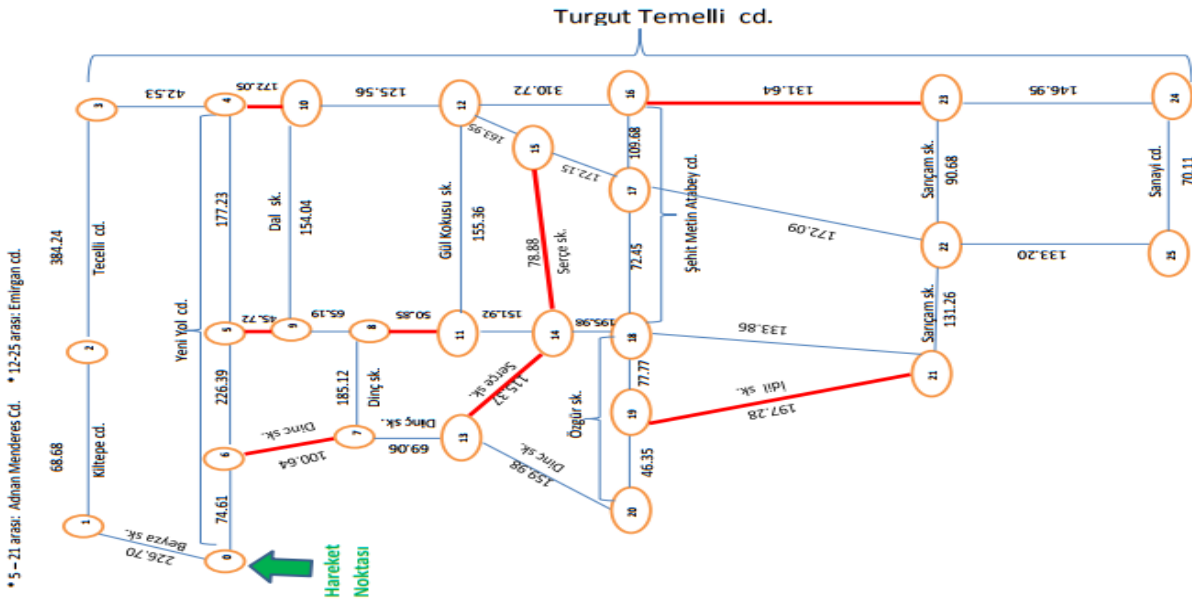 Turgut Temelli cd.
* 5 – 21 arası: Adnan Menderes Cd.
* 12-25 arası: Emirgan cd.
3
42.53
4
172.05
10
125.56
12
310.72
16
131.64
23
146.95
24
384.24
Tecelli cd.
177.23
Dal sk.
154.04
Gül Kokusu sk.
155.36
163.95
15
172.15
109.68
17
Şehit Metin Atabey cd.
172.09
Sarıçam sk.
90.68
Sanayi cd.
70.11
78.88
Serçe sk.
72.45
22
133.20
25
2
Yeni Yol cd.
5
45.72
9
65.19
8
50.85
11
151.92
14
195.98
18
133.86
Sarıçam sk.
131.26
21
68.68
Kiltepe cd.
226.39
185.12
Dinç sk.
Serçe sk.
115.37
Özgür sk.
77.77
19
İdil sk.
197.28
6
Dinç sk.
100.64
7
Dinç sk.
69.06
13
Dinç sk.
159.98
46.35
20
1
Beyza sk.
226.70
74.61
0
Hareket
Noktası